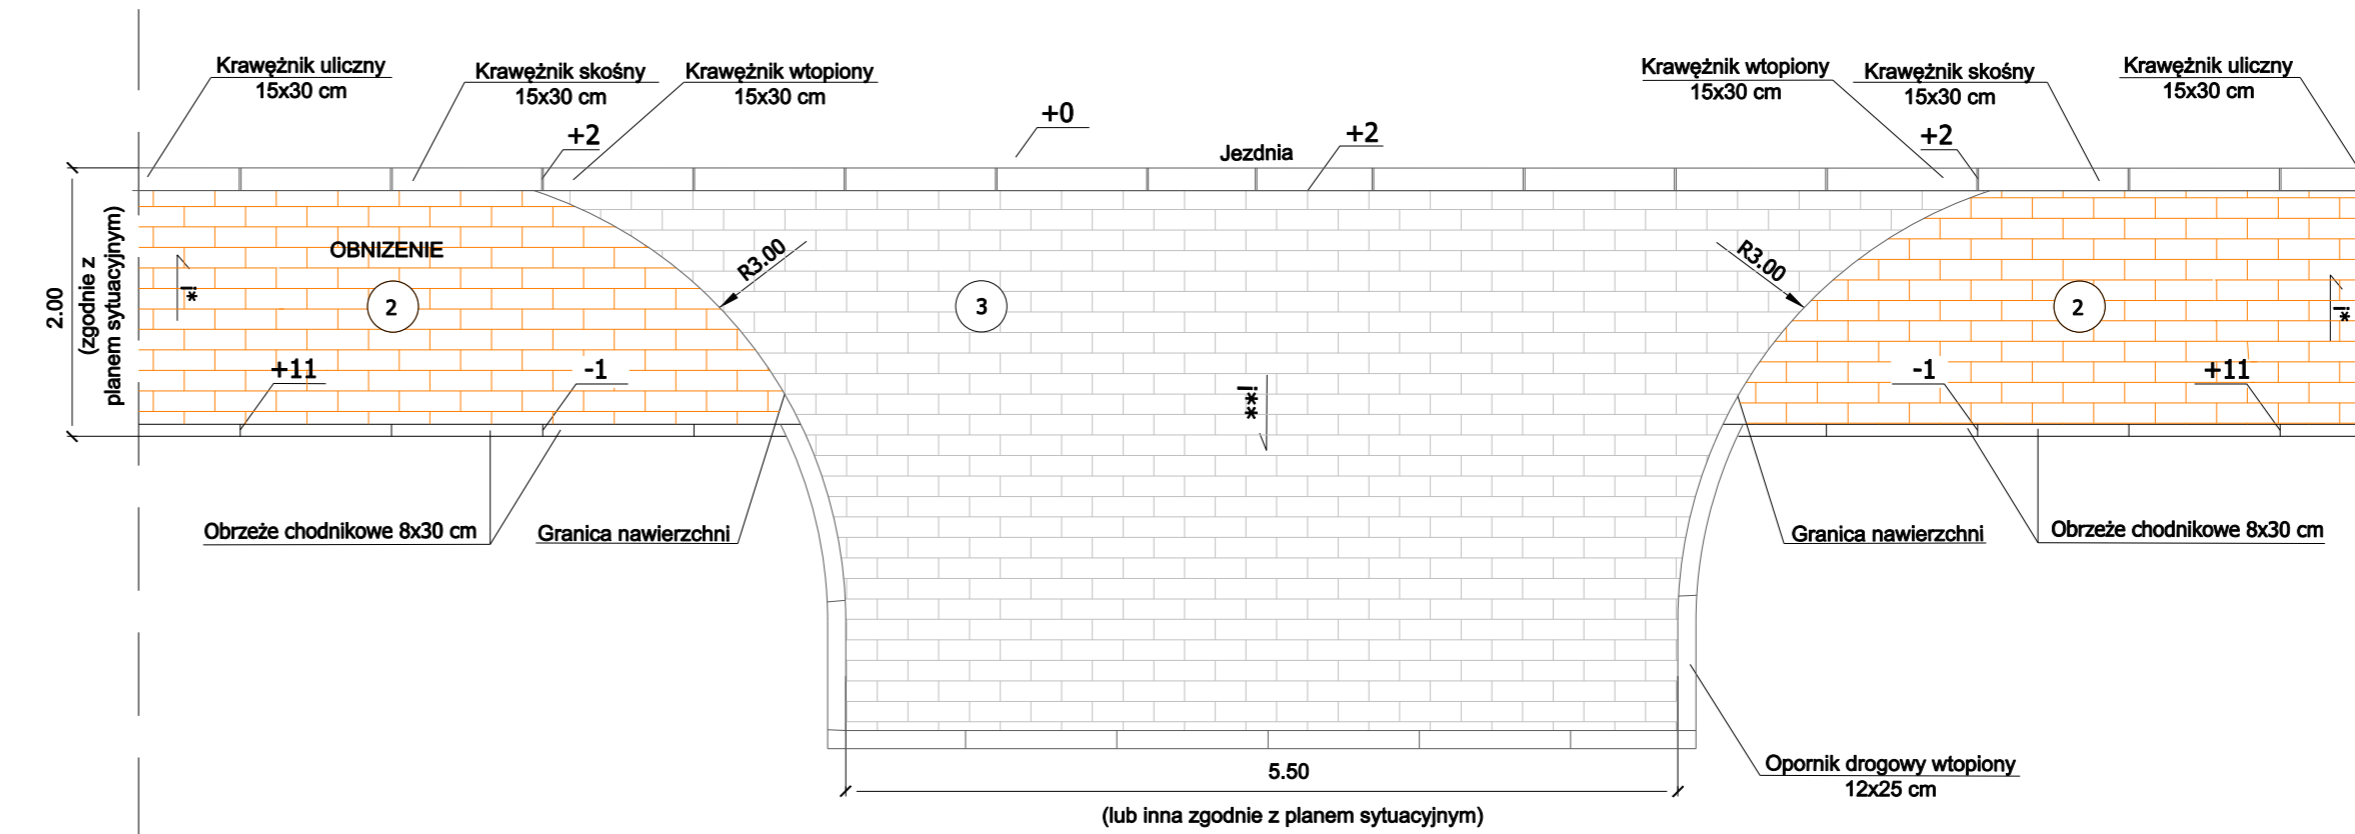 Krawężnik uliczny
15x30 cm
Krawężnik skośny
15x30 cm
Krawężnik wtopiony
15x30 cm
+2
+0
Jezdnia
+2
Krawężnik wtopiony
15x30 cm
Krawężnik skośny
15x30 cm
Krawężnik uliczny
15x30 cm
+2
2.00
(zgodnie z
planem sytuacyjnym)
OBNIZENIE
i*
2
R3.00
3
R3.00
2
i*
+11
-1
i**
-1
+11
Obrzeże chodnikowe 8x30 cm
Granica nawierzchni
Granica nawierzchni
Obrzeże chodnikowe 8x30 cm
5.50
(lub inna zgodnie z planem sytuacyjnym)
Opornik drogowy wtopiony
12x25 cm